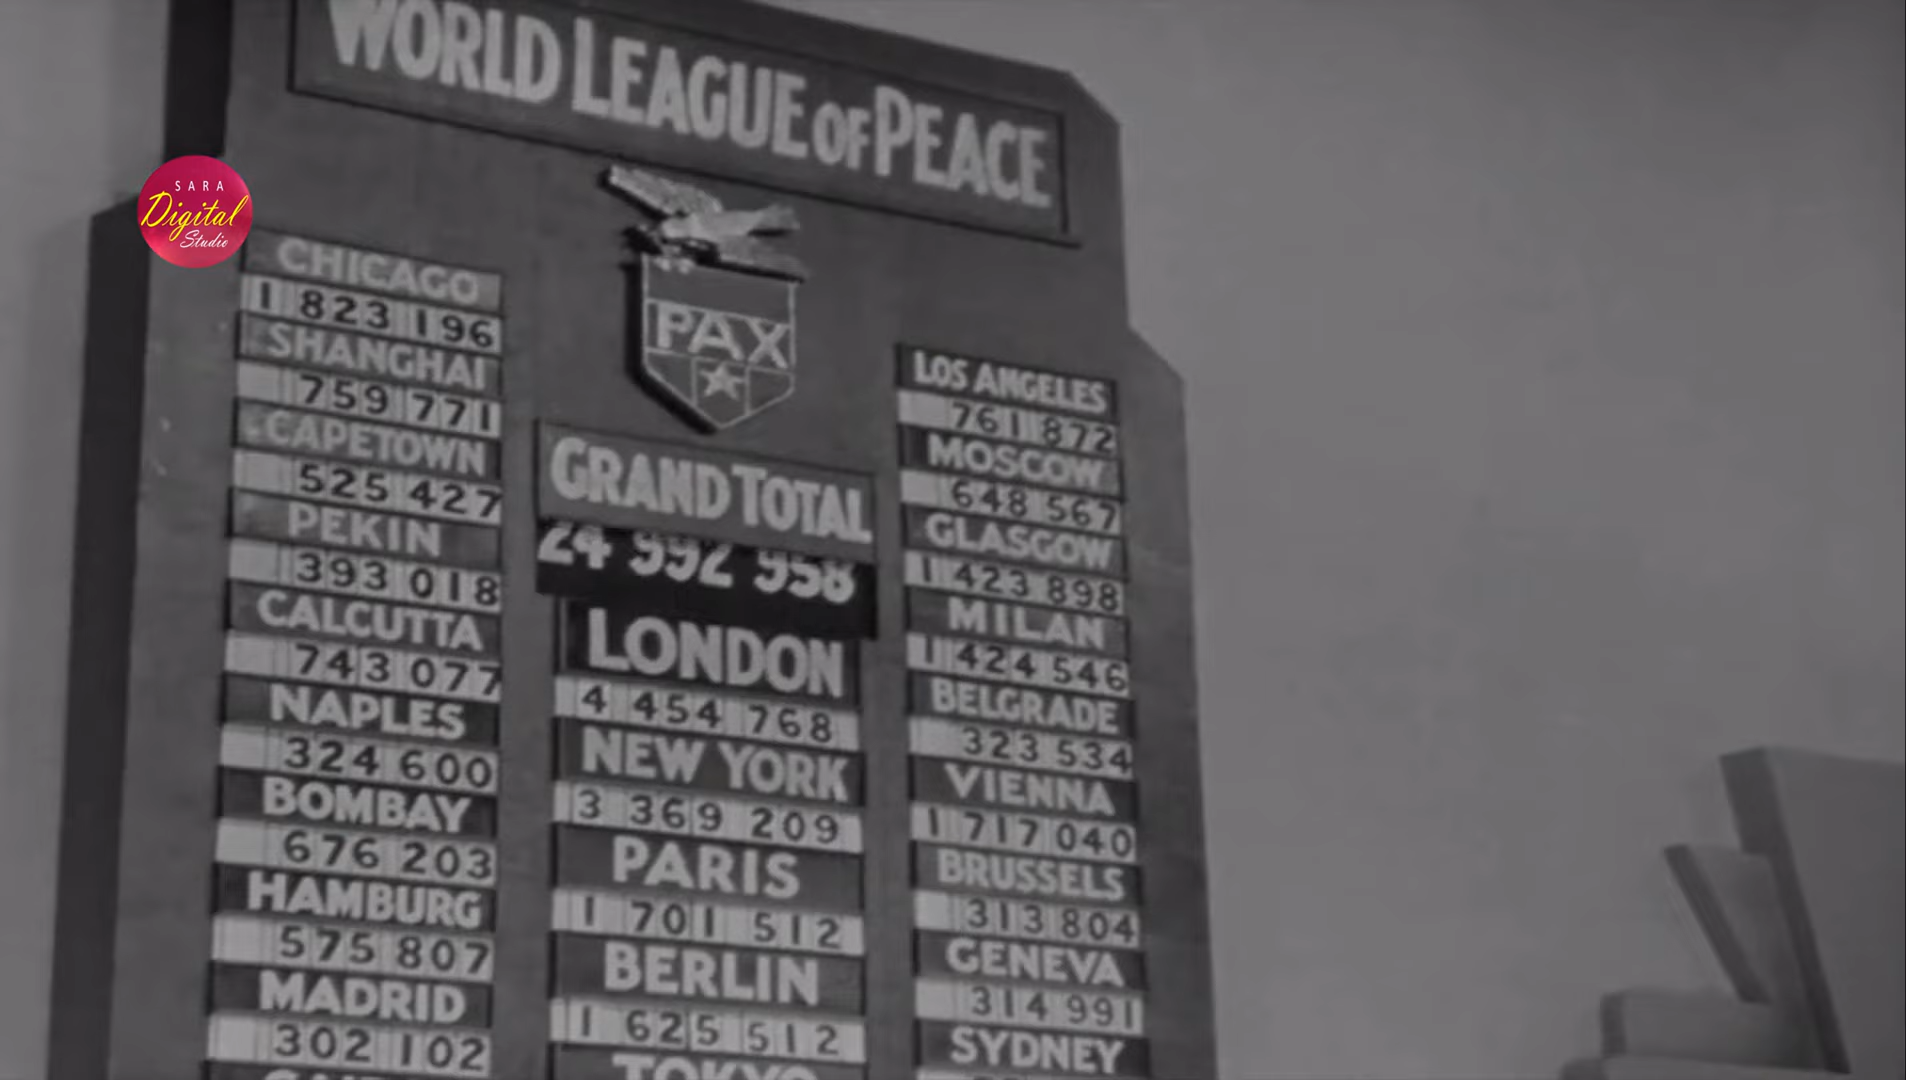 WORLD LEAGUE OF PEACE
SARA
Digital
Studio
PAX
CHICAGO
1 823 196
SHANGHAI
759 771
CAPETOWN
525 427
PEKIN
393 018
CALCUTTA
743 077
NAPLES
324 600
BOMBAY
676 203
HAMBURG
575 807
MADRID
302 102
GRAND TOTAL
24 992 958
LONDON
4 454 768
NEW YORK
3 369 209
PARIS
1 701 512
BERLIN
1 625 512
TOKYO
LOS ANGELES
761 872
MOSCOW
648 567
GLASGOW
1 423 898
MILAN
1 424 546
BELGRADE
323 534
VIENNA
1 717 040
BRUSSELS
313 804
GENEVA
314 991
SYDNEY